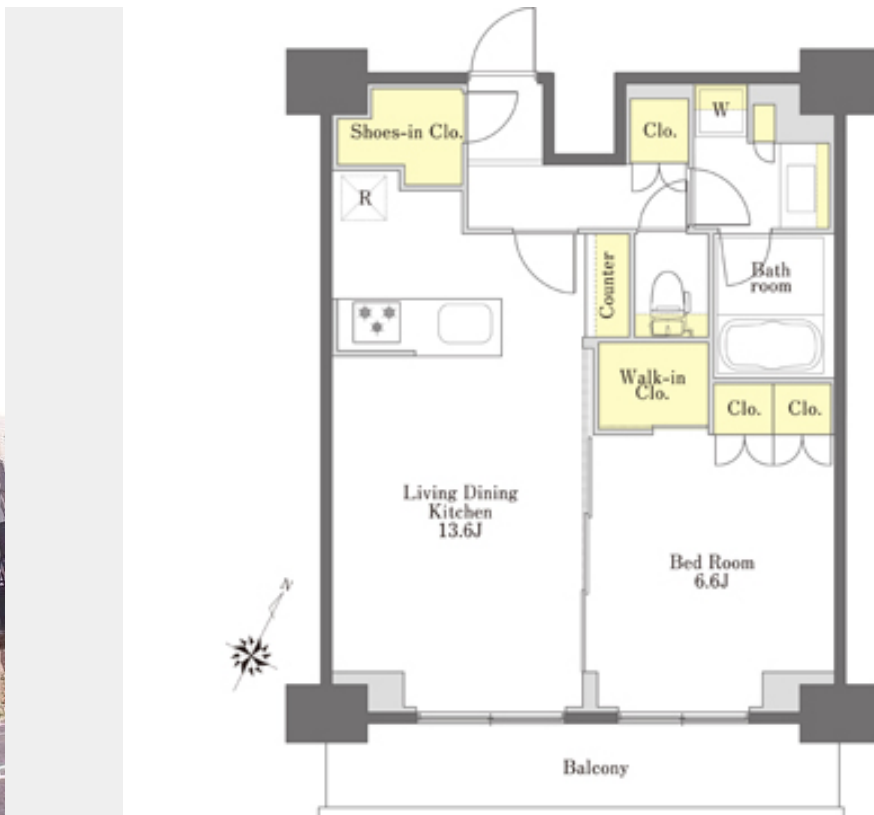 W
Shoes-in Clo.
Clo.
R
Counter
Bath
room
Walk-in
Clo.
Clo.
Clo.
Living Dining
Kitchen
13.6J
Bed Room
6.6J
N
Balcony